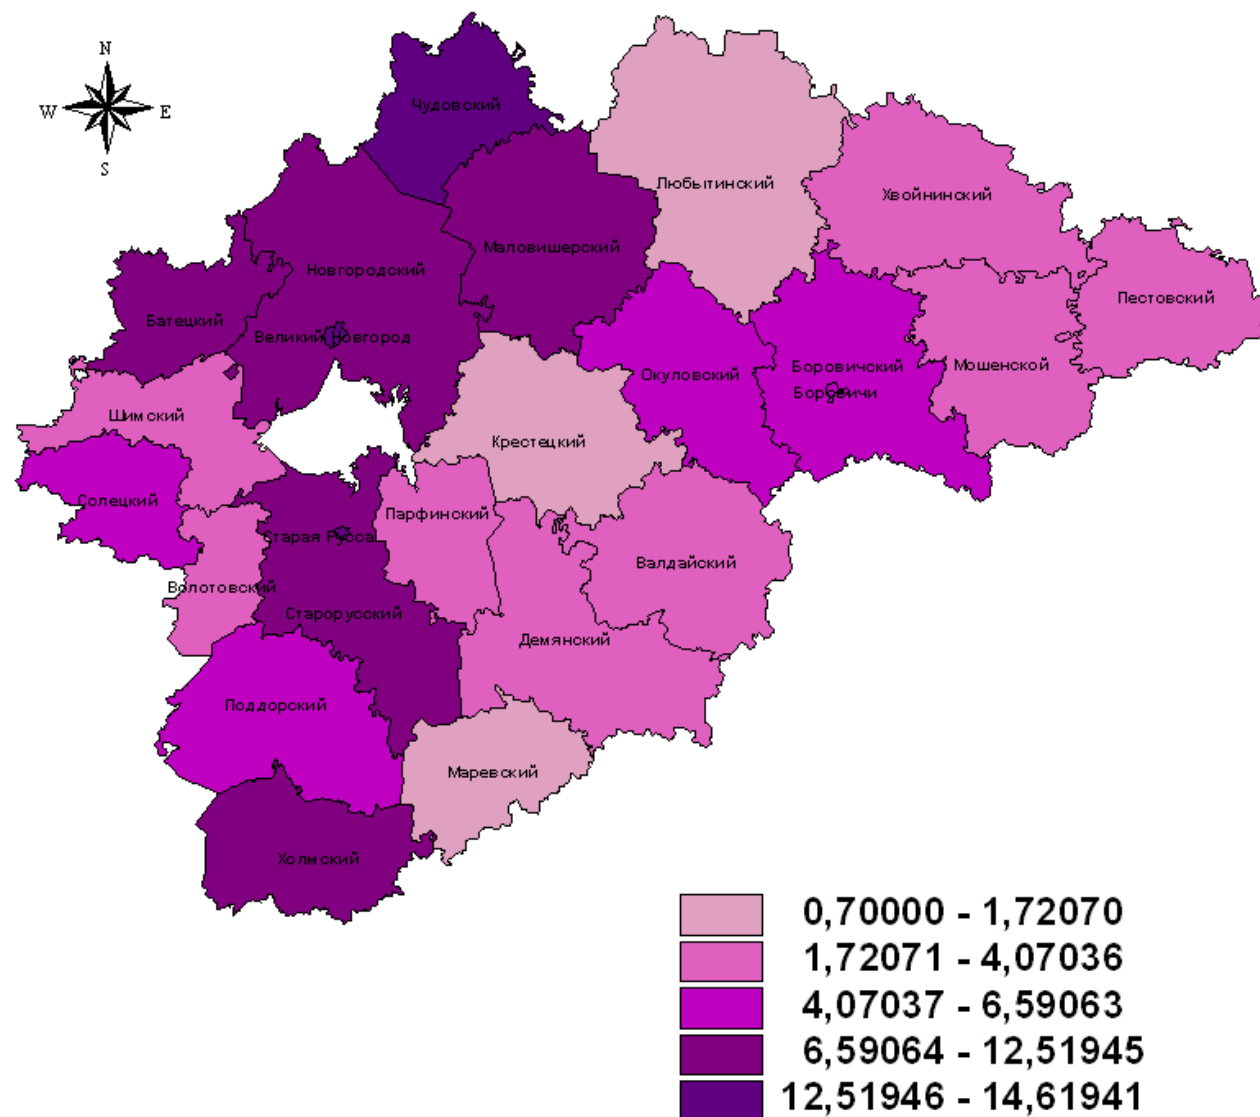 N
W E
S
Чудовский
Любытинский
Хвойнинский
Маловишерский
Новгородский
Пестовский
Батецкий
Великий Новгород
Окуловский
Боровичский
Мошенской
Боровичи
Шимский
Крестецкий
Солецкий
Парфинский
Старая Русса
Валдайский
Волотовский
Старорусский
Демянский
Поддорский
Маревский
Холмский
0,70000 - 1,72070
1,72071 - 4,07036
4,07037 - 6,59063
6,59064 - 12,51945
12,51946 - 14,61941